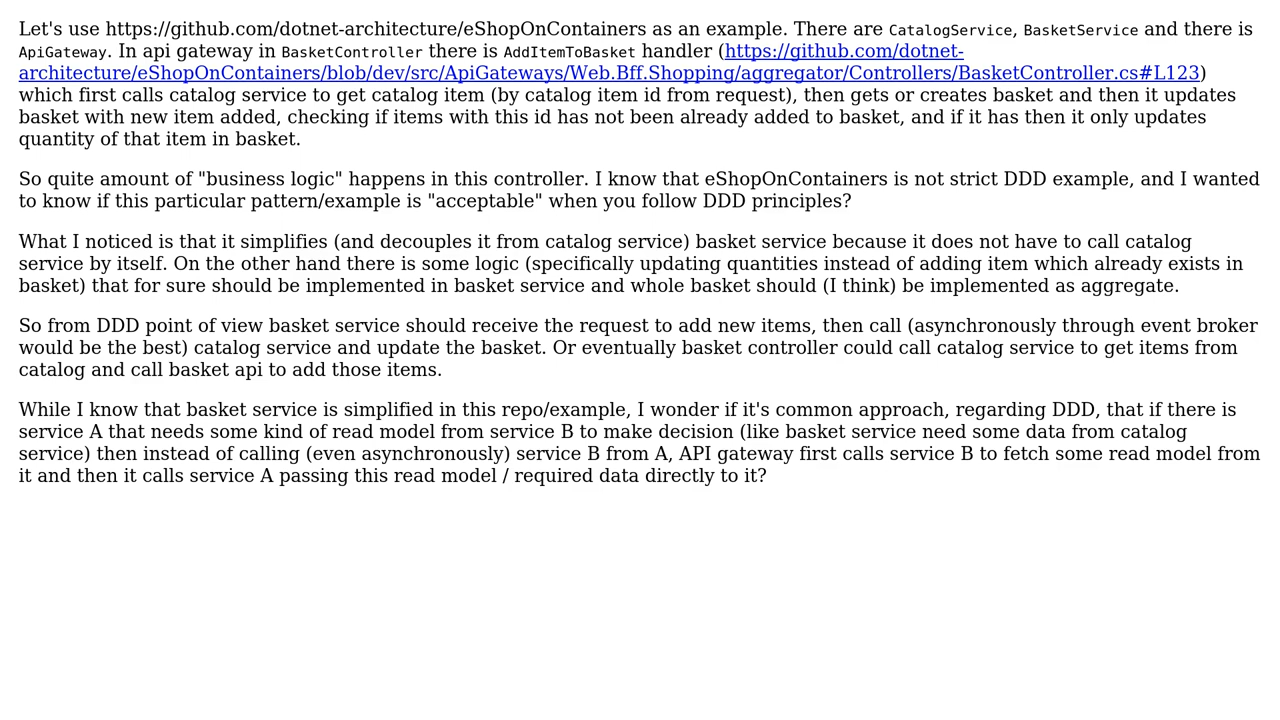 Let's use https://github.com/dotnet-architecture/eShopOnContainers as an example. There are CatalogService, BasketService and there is
ApiGateway. In api gateway in BasketController there is AddItemToBasket handler (https://github.com/dotnet-
architecture/eShopOnContainers/blob/dev/src/ApiGateways/Web.Bff.Shopping/aggregator/Controllers/BasketController.cs#L123)
which first calls catalog service to get catalog item (by catalog item id from request), then gets or creates basket and then it updates
basket with new item added, checking if items with this id has not been already added to basket, and if it has then it only updates
quantity of that item in basket.
So quite amount of "business logic" happens in this controller. I know that eShopOnContainers is not strict DDD example, and I wanted
to know if this particular pattern/example is "acceptable" when you follow DDD principles?
What I noticed is that it simplifies (and decouples it from catalog service) basket service because it does not have to call catalog
service by itself. On the other hand there is some logic (specifically updating quantities instead of adding item which already exists in
basket) that for sure should be implemented in basket service and whole basket should (I think) be implemented as aggregate.
So from DDD point of view basket service should receive the request to add new items, then call (asynchronously through event broker
would be the best) catalog service and update the basket. Or eventually basket controller could call catalog service to get items from
catalog and call basket api to add those items.
While I know that basket service is simplified in this repo/example, I wonder if it's common approach, regarding DDD, that if there is
service A that needs some kind of read model from service B to make decision (like basket service need some data from catalog
service) then instead of calling (even asynchronously) service B from A, API gateway first calls service B to fetch some read model from
it and then it calls service A passing this read model / required data directly to it?